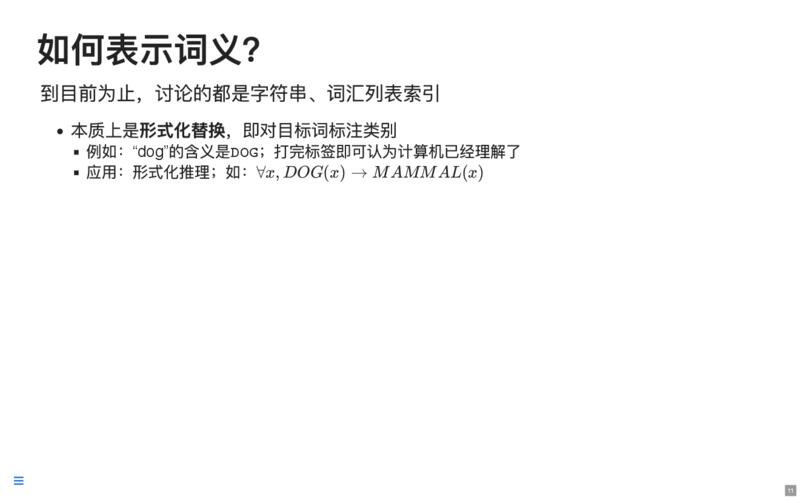 如何表示词义?
到目前为止，讨论的都是字符串、词汇列表索引
• 本质上是形式化替换，即对目标词标注类别
▪ 例如：“dog”的含义是DOG；打完标签即可认为计算机已经理解了
▪ 应用：形式化推理；如：∀x, DOG(x) → MAMMAL(x)
11